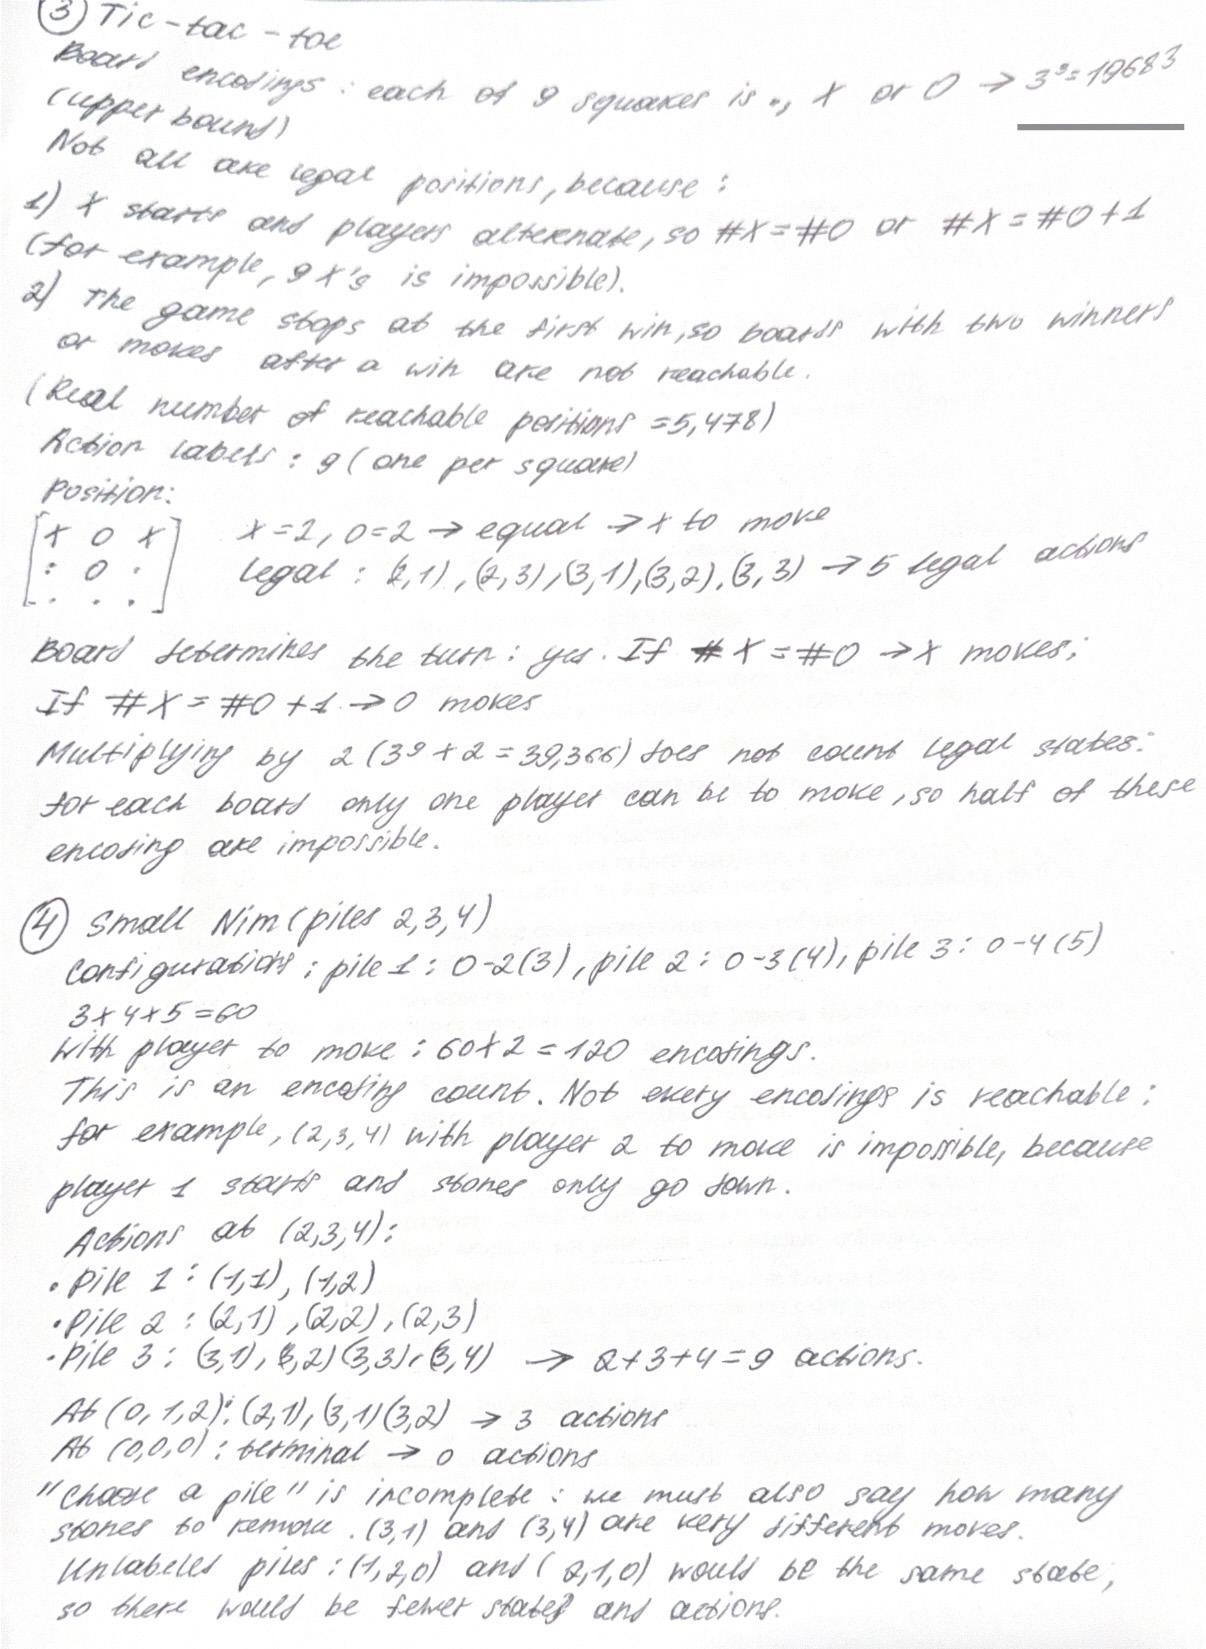 ③ Tic-tac-toe
Board encodings: each of 9 squares is ., X or O → 3⁹=19683
(upper bound)
Not all are legal positions, because:
1) X starts and players alternate, so #X=#O or #X=#O+1
(for example, 9 X's is impossible).
2) The game stops at the first win, so boards with two winners
or moves after a win are not reachable.
(Real number of reachable positions =5,478)
Action labels: 9 (one per square)
Position:
[X O X] X=2, O=2 → equal → X to move
: O . Legal: (2,1), (2,3), (3,1), (3,2), (3,3) → 5 legal actions
. . .
Board determines the turn: yes. If #X=#O → X moves;
If #X=#O+1 → O moves
Multiplying by 2 (3⁹×2=39,366) does not count legal states:
for each board only one player can be to move, so half of these
encoding are impossible.
④ Small Nim (piles 2,3,4)
Configurations: pile 1: 0-2(3), pile 2: 0-3(4), pile 3: 0-4(5)
3×4×5=60
With player to move: 60×2=120 encodings.
This is an encoding count. Not every encodings is reachable:
for example, (2,3,4) with player 2 to move is impossible, because
player 1 starts and stones only go down.
Actions at (2,3,4):
• Pile 1: (1,1), (1,2)
• Pile 2: (2,1), (2,2), (2,3)
• Pile 3: (3,1), (3,2) (3,3), (3,4) → 2+3+4=9 actions.
At (0,1,2): (2,1), (3,1) (3,2) → 3 actions
At (0,0,0): terminal → 0 actions
"Choose a pile" is incomplete: we must also say how many
stones to remove. (3,1) and (3,4) are very different moves.
Unlabeled piles: (1,2,0) and (2,1,0) would be the same state,
so there would be fewer states and actions.